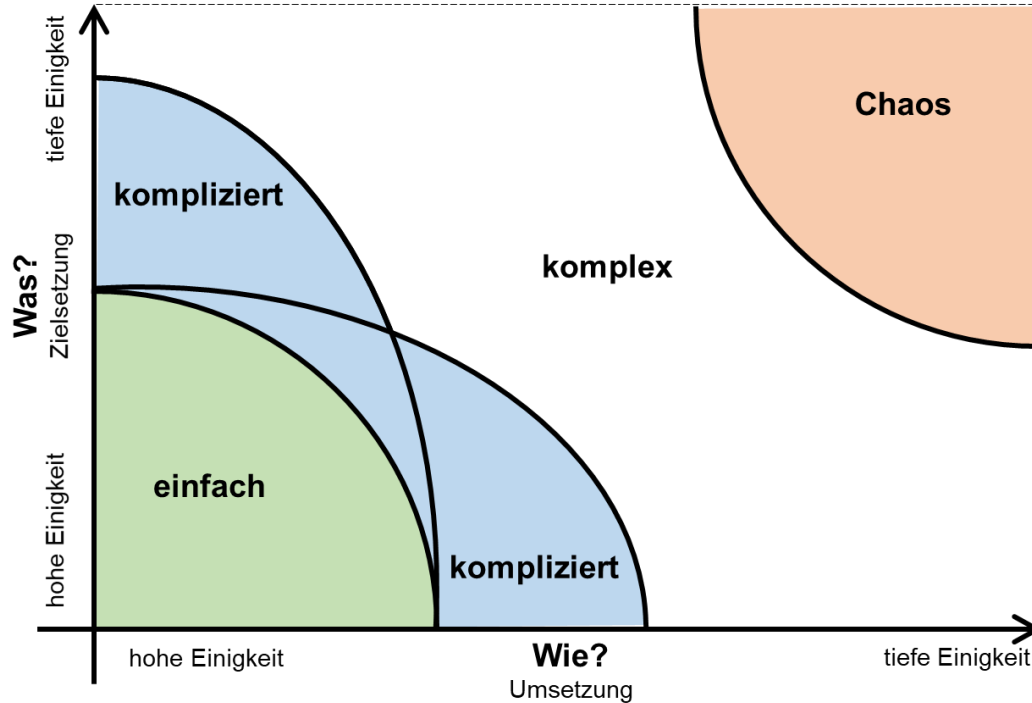 tiefe Einigkeit
Chaos
kompliziert
komplex
Was?
Zielsetzung
einfach
hohe Einigkeit
kompliziert
hohe Einigkeit
Wie?
tiefe Einigkeit
Umsetzung